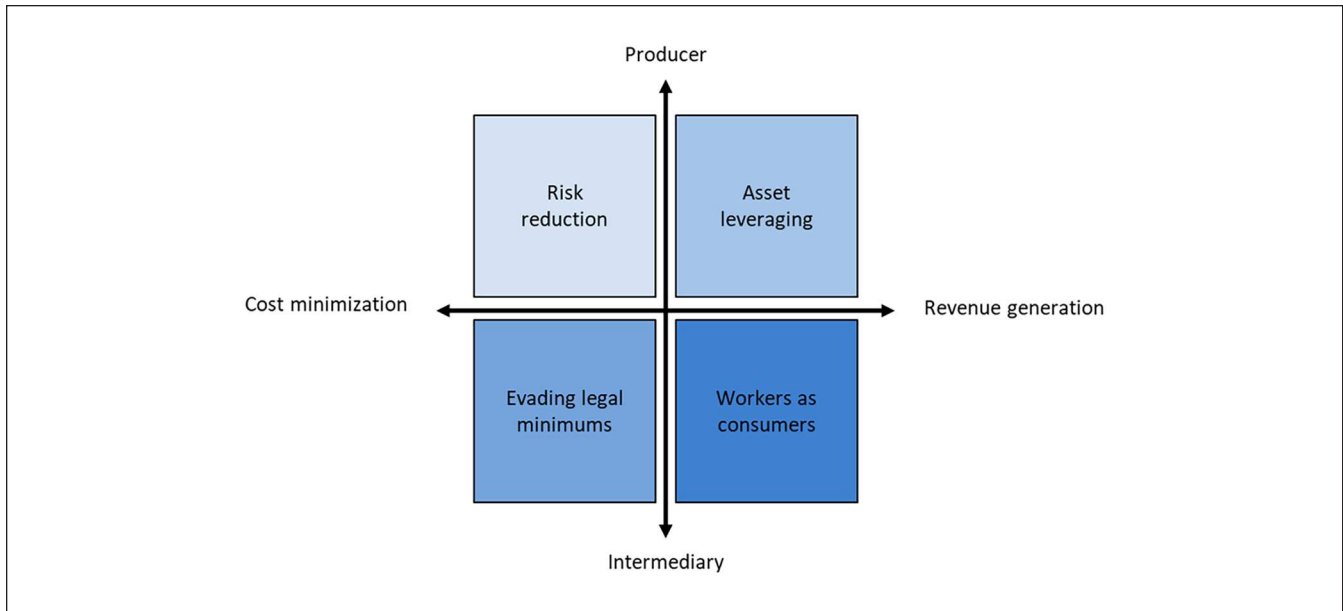 Producer
Risk
reduction
Asset
leveraging
Cost minimization
Revenue generation
Evading legal
minimums
Workers as
consumers
Intermediary